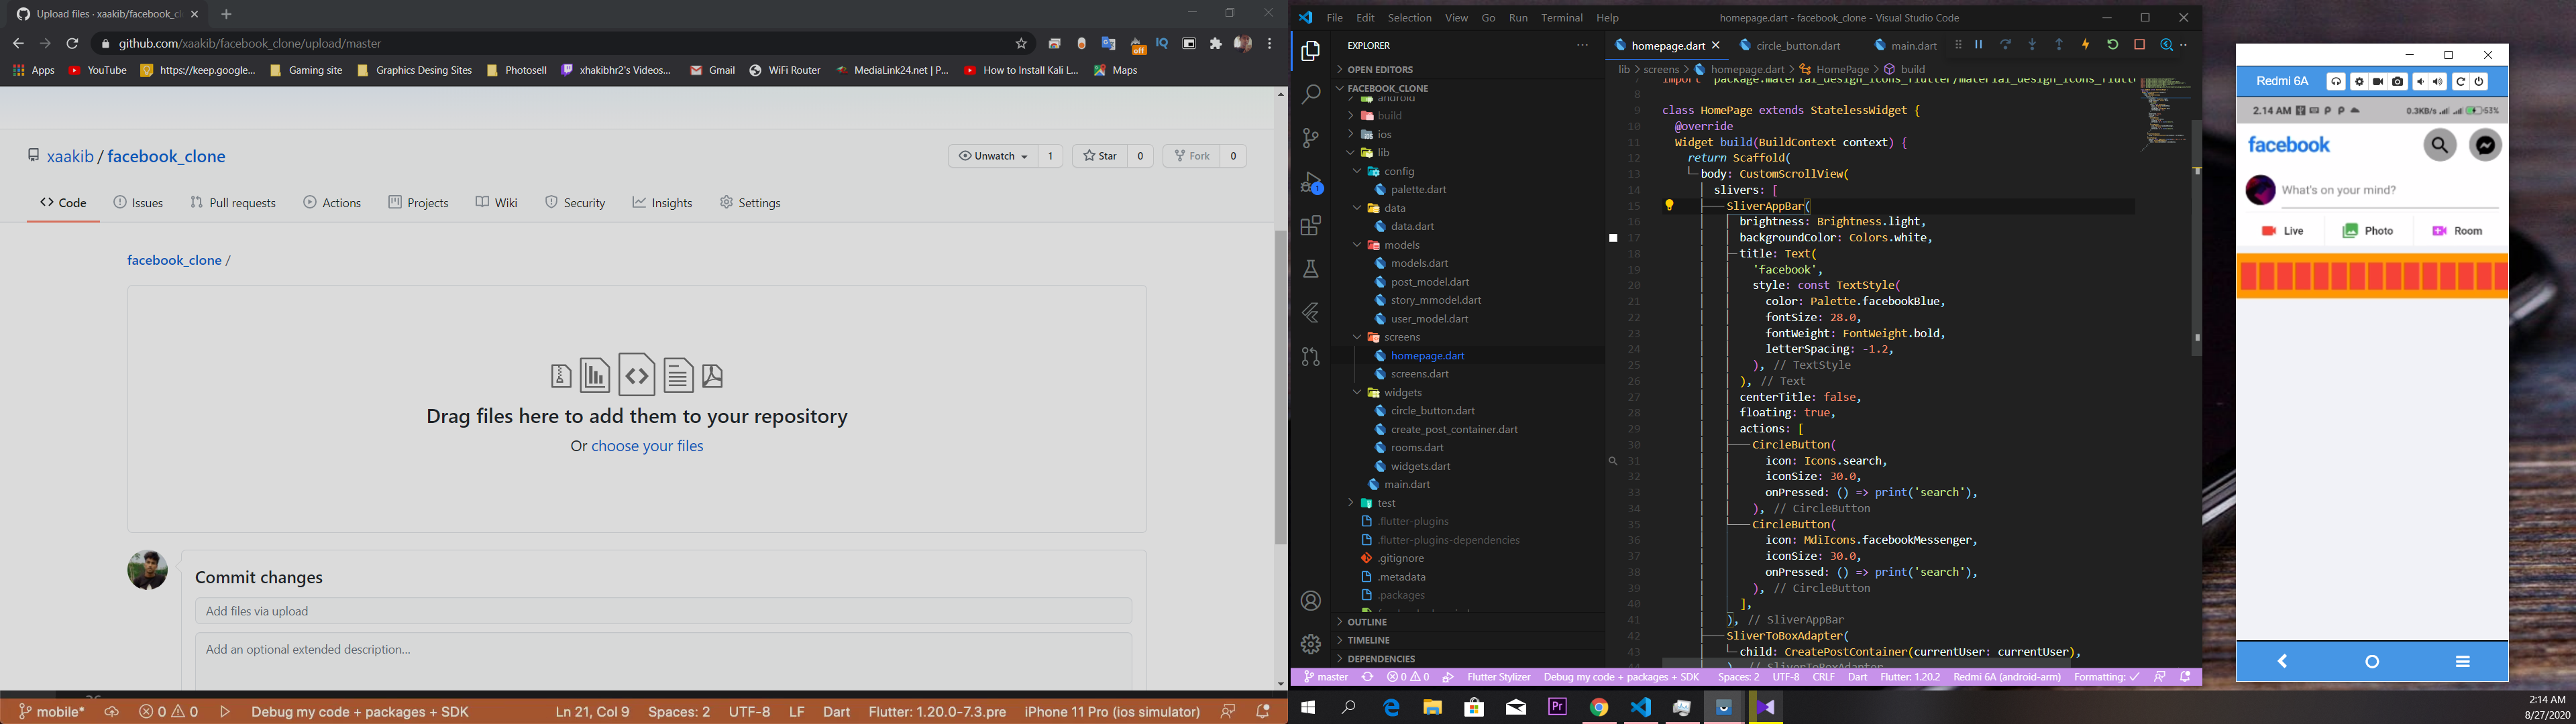 Upload files · xaakib/facebook_cl
github.com/xaakib/facebook_clone/upload/master
off
IQ
Apps YouTube https://keep.google... Gaming site Graphics Desing Sites Photosell xhakibhr2's Videos... Gmail WiFi Router MediaLink24.net | P... How to Install Kali L... Maps
xaakib / facebook_clone
Unwatch 1 Star 0 Fork 0
Code Issues Pull requests Actions Projects Wiki Security Insights Settings
facebook_clone /
Drag files here to add them to your repository
Or choose your files
Commit changes
Add files via upload
Add an optional extended description...
mobile* 0 0 Debug my code + packages + SDK Ln 21, Col 9 Spaces: 2 UTF-8 LF Dart Flutter: 1.20.0-7.3.pre iPhone 11 Pro (ios simulator)
File Edit Selection View Go Run Terminal Help homepage.dart - facebook_clone - Visual Studio Code
EXPLORER
OPEN EDITORS
FACEBOOK_CLONE
android
build
ios
lib
config
palette.dart
data
data.dart
models
models.dart
post_model.dart
story_mmodel.dart
user_model.dart
screens
homepage.dart
screens.dart
widgets
circle_button.dart
create_post_container.dart
rooms.dart
widgets.dart
main.dart
test
.flutter-plugins
.flutter-plugins-dependencies
.gitignore
.metadata
.packages
OUTLINE
TIMELINE
DEPENDENCIES
homepage.dart circle_button.dart main.dart
lib > screens > homepage.dart > HomePage > build
7 import 'package:material_design_icons_flutter/material_design_icons_flutt
8
9 class HomePage extends StatelessWidget {
10 @override
11 Widget build(BuildContext context) {
12 return Scaffold(
13 body: CustomScrollView(
14 slivers: [
15 SliverAppBar(
16 brightness: Brightness.light,
17 backgroundColor: Colors.white,
18 title: Text(
19 'facebook',
20 style: const TextStyle(
21 color: Palette.facebookBlue,
22 fontSize: 28.0,
23 fontWeight: FontWeight.bold,
24 letterSpacing: -1.2,
25 ), // TextStyle
26 ), // Text
27 centerTitle: false,
28 floating: true,
29 actions: [
30 CircleButton(
31 icon: Icons.search,
32 iconSize: 30.0,
33 onPressed: () => print('search'),
34 ), // CircleButton
35 CircleButton(
36 icon: MdiIcons.facebookMessenger,
37 iconSize: 30.0,
38 onPressed: () => print('search'),
39 ), // CircleButton
40 ],
41 ), // SliverAppBar
42 SliverToBoxAdapter(
43 child: CreatePostContainer(currentUser: currentUser),
44 ), // SliverToBoxAdapter
master 0 0 Flutter Stylizer Debug my code + packages + SDK Spaces: 2 UTF-8 CRLF Dart Flutter: 1.20.2 Redmi 6A (android-arm) Formatting: ✓
Redmi 6A
2.14 AM 0.3KB/s 53%
facebook
What's on your mind?
Live Photo Room
Pr
2:14 AM
8/27/2020